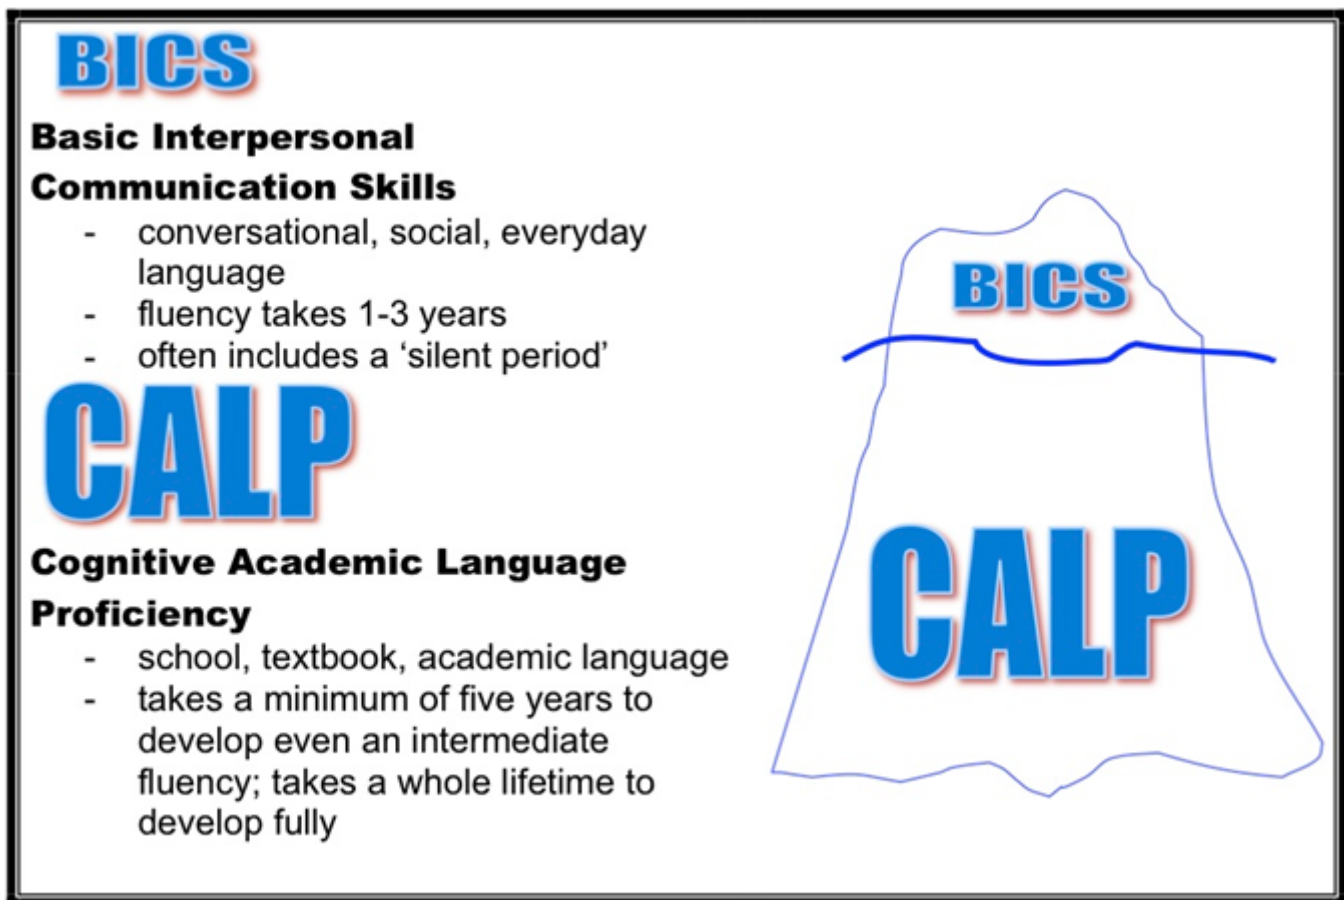 BICS
Basic Interpersonal
Communication Skills
- conversational, social, everyday
language
- fluency takes 1-3 years
- often includes a ‘silent period’
CALP
Cognitive Academic Language
Proficiency
- school, textbook, academic language
- takes a minimum of five years to
develop even an intermediate
fluency; takes a whole lifetime to
develop fully
BICS
CALP